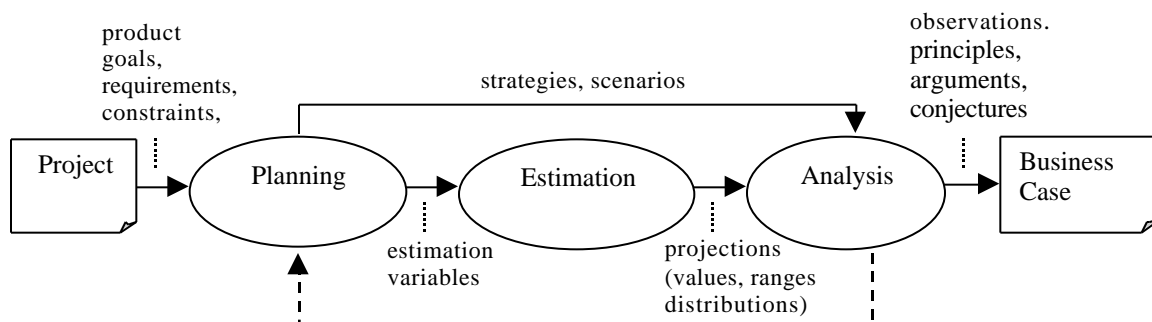 product
goals,
requirements,
constraints,
strategies, scenarios
observations.
principles,
arguments,
conjectures
Project
Planning
Estimation
Analysis
Business
Case
estimation
variables
projections
(values, ranges
distributions)